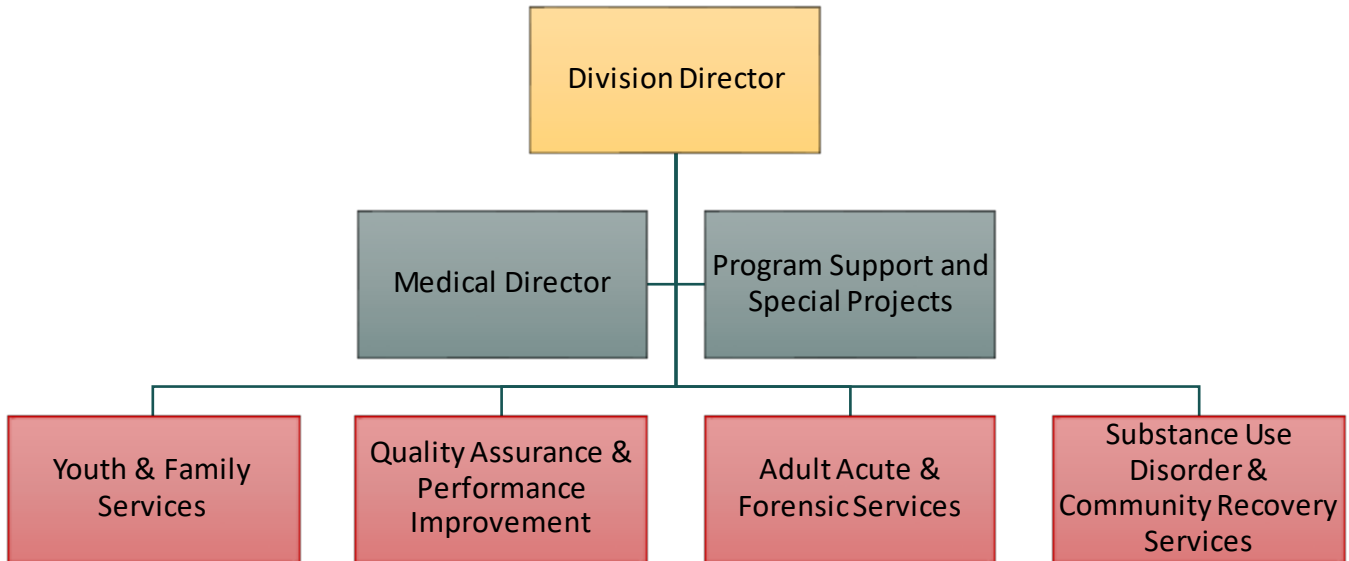 Division Director
Medical Director
Program Support and
Special Projects
Youth & Family
Services
Quality Assurance &
Performance
Improvement
Adult Acute &
Forensic Services
Substance Use
Disorder &
Community Recovery
Services